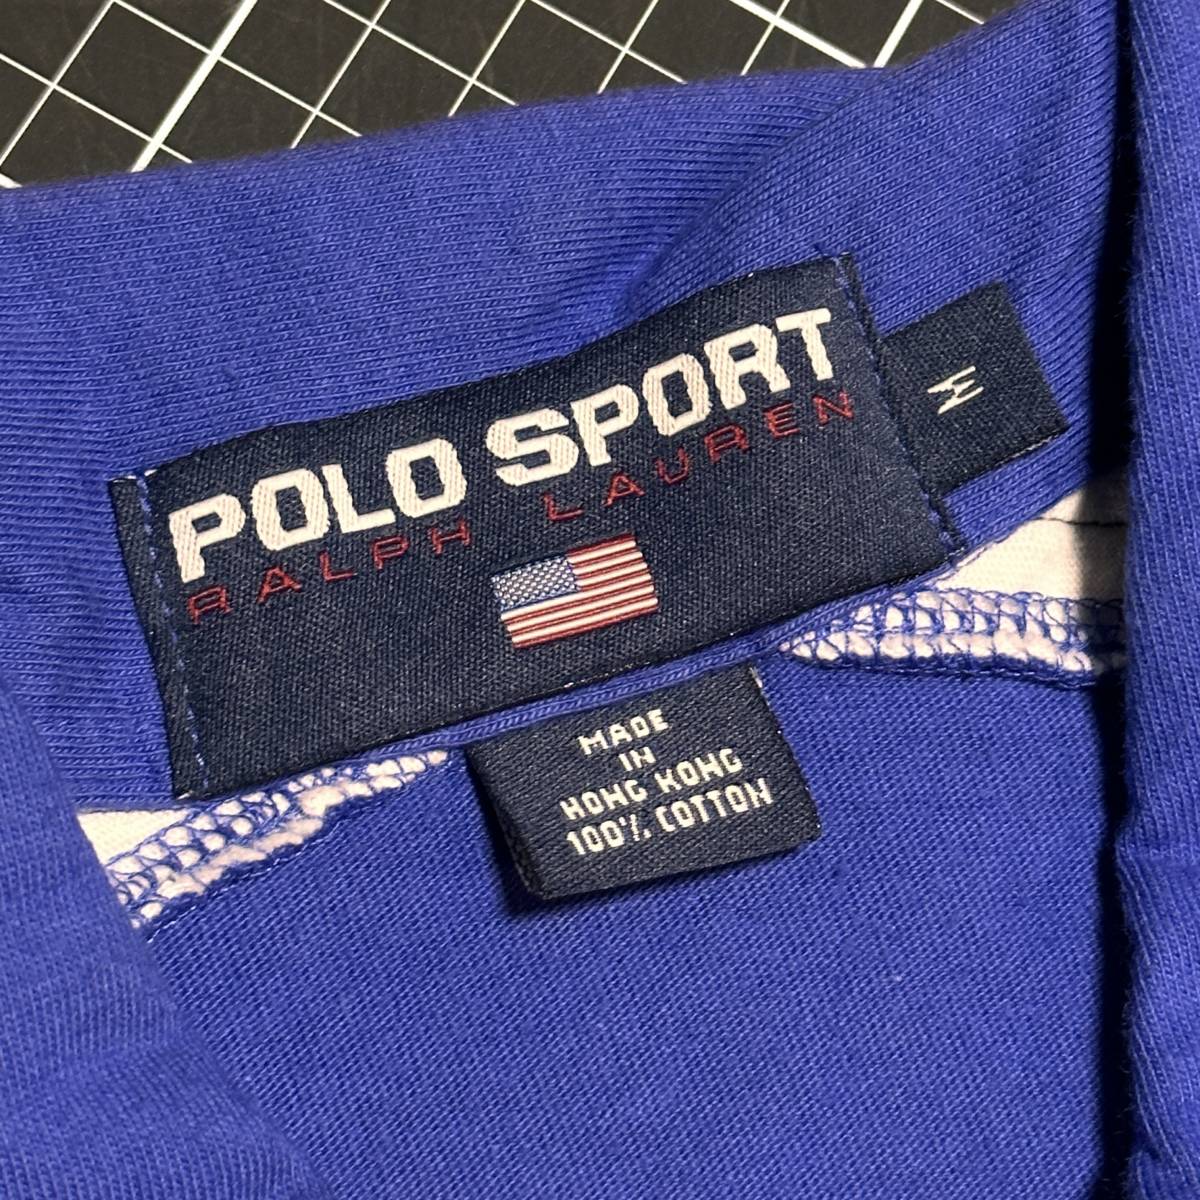 POLO SPORT
RALPH LAUREN
M
MADE
IN
HONG KONG
100% COTTON